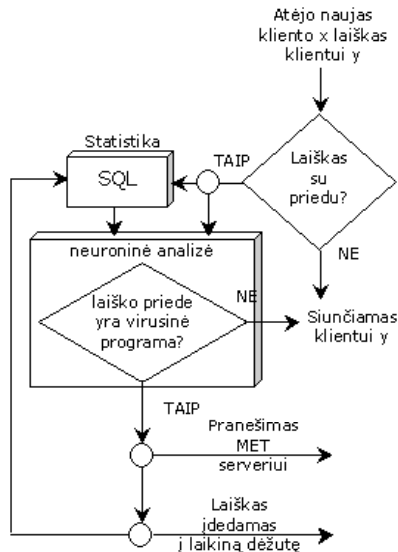 Atėjo naujas
kliento x laiškas
klientui y
Statistika
TAIP
Laiškas
su
priedu?
SQL
NE
neuroninė analizė
laiško priede
yra virusinė
programa?
NE
Siunčiamas
klientui y
TAIP
Pranešimas
MET
serveriui
Laiškas
įdedamas
į laikiną dėžutę